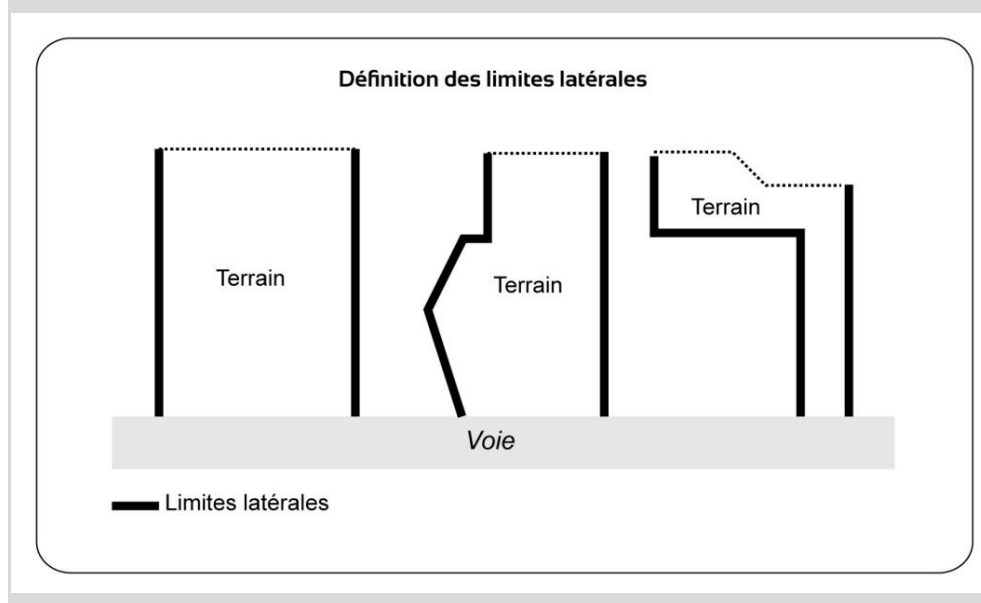 Définition des limites latérales
Terrain
Terrain
Terrain
Voie
Limites latérales